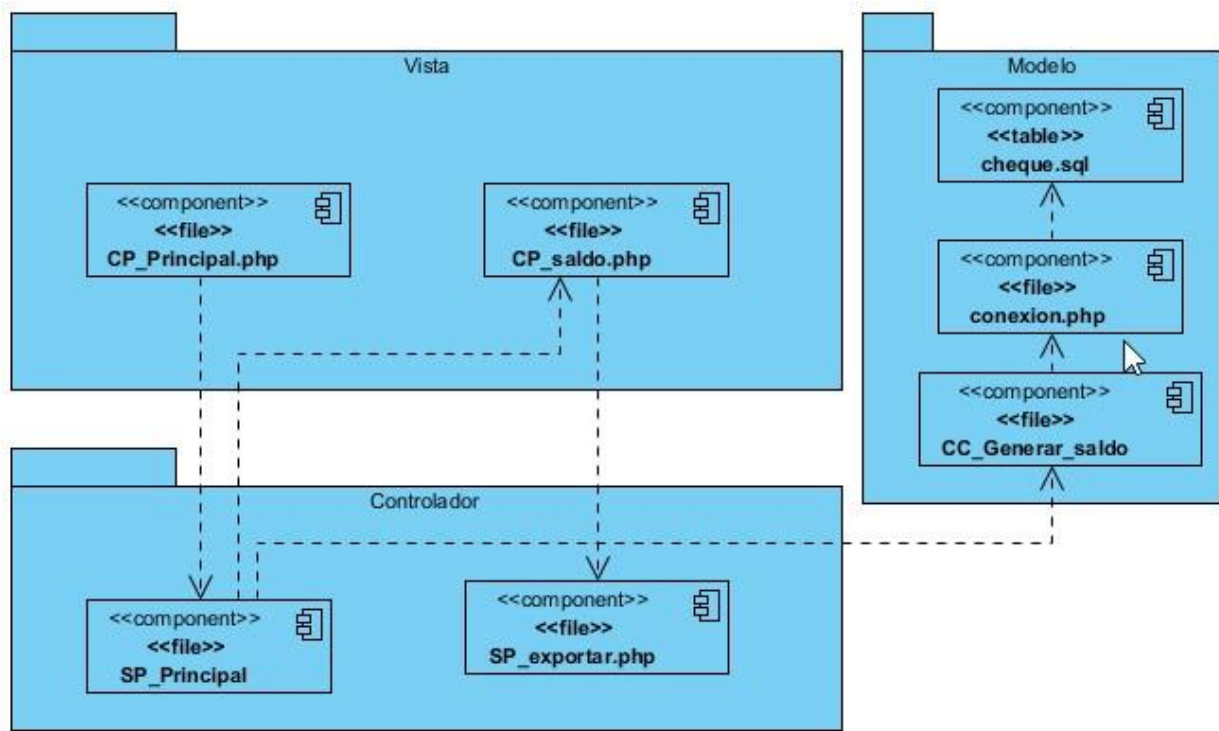 Vista
<<component>>
<<file>>
CP_Principal.php
<<component>>
<<file>>
CP_saldo.php
Modelo
<<component>>
<<table>>
cheque.sql
<<component>>
<<file>>
conexion.php
<<component>>
<<file>>
CC_Generar_saldo
Controlador
<<component>>
<<file>>
SP_Principal
<<component>>
<<file>>
SP_exportar.php